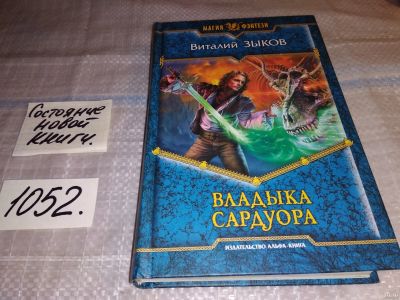 Состояние
новой
книги.
1052.
МАГИЯ ФЭНТЕЗИ
Виталий ЗЫКОВ
ВЛАДЫКА
САРДУОРА
ИЗДАТЕЛЬСТВО АЛЬФА-КНИГА